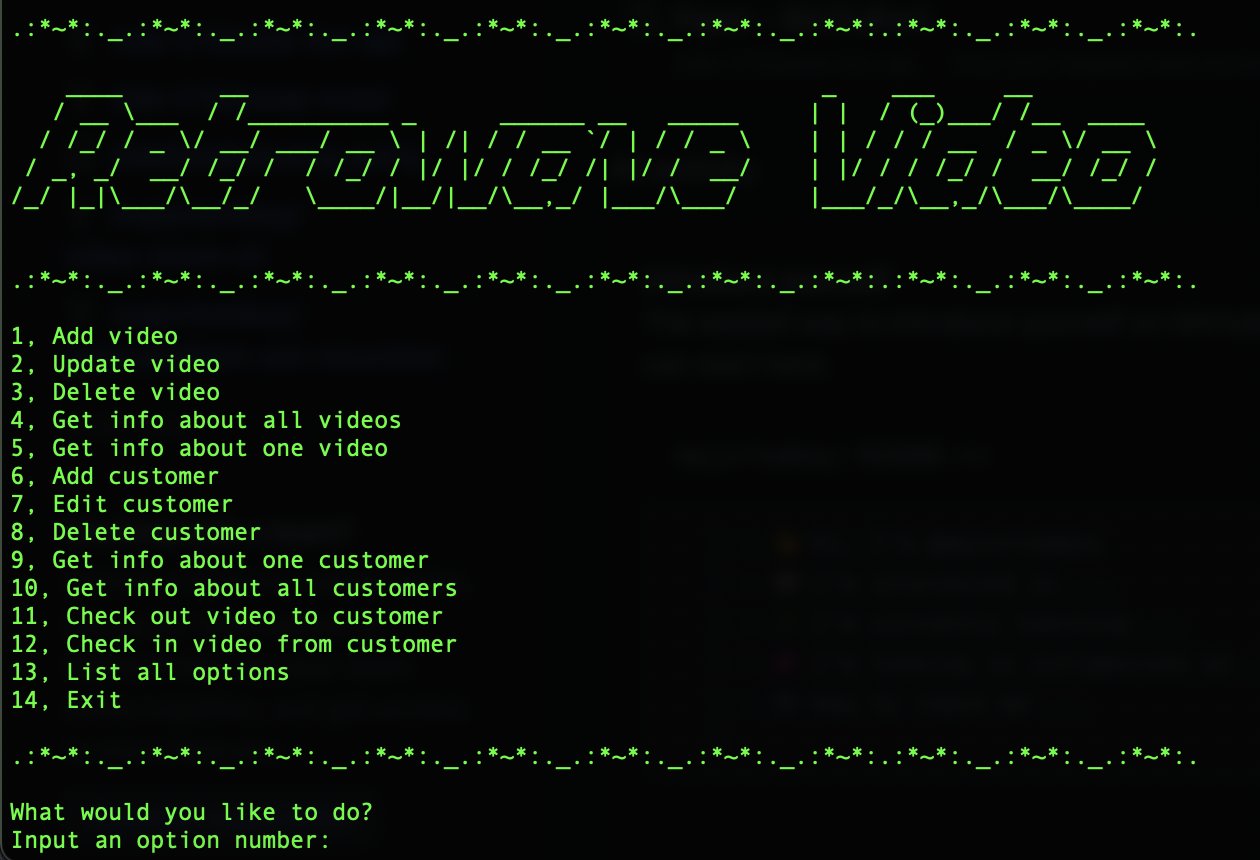 .:*~*:._.:*~*:._.:*~*:._.:*~*:._.:*~*:._.:*~*:._.:*~*:._.:*~*:.:*~*:._.:*~*:._.:*~*:.
Retrowave Video
.:*~*:._.:*~*:._.:*~*:._.:*~*:._.:*~*:._.:*~*:._.:*~*:._.:*~*:.:*~*:._.:*~*:._.:*~*:.
1, Add video
2, Update video
3, Delete video
4, Get info about all videos
5, Get info about one video
6, Add customer
7, Edit customer
8, Delete customer
9, Get info about one customer
10, Get info about all customers
11, Check out video to customer
12, Check in video from customer
13, List all options
14, Exit
.:*~*:._.:*~*:._.:*~*:._.:*~*:._.:*~*:._.:*~*:._.:*~*:._.:*~*:.:*~*:._.:*~*:._.:*~*:.
What would you like to do?
Input an option number: